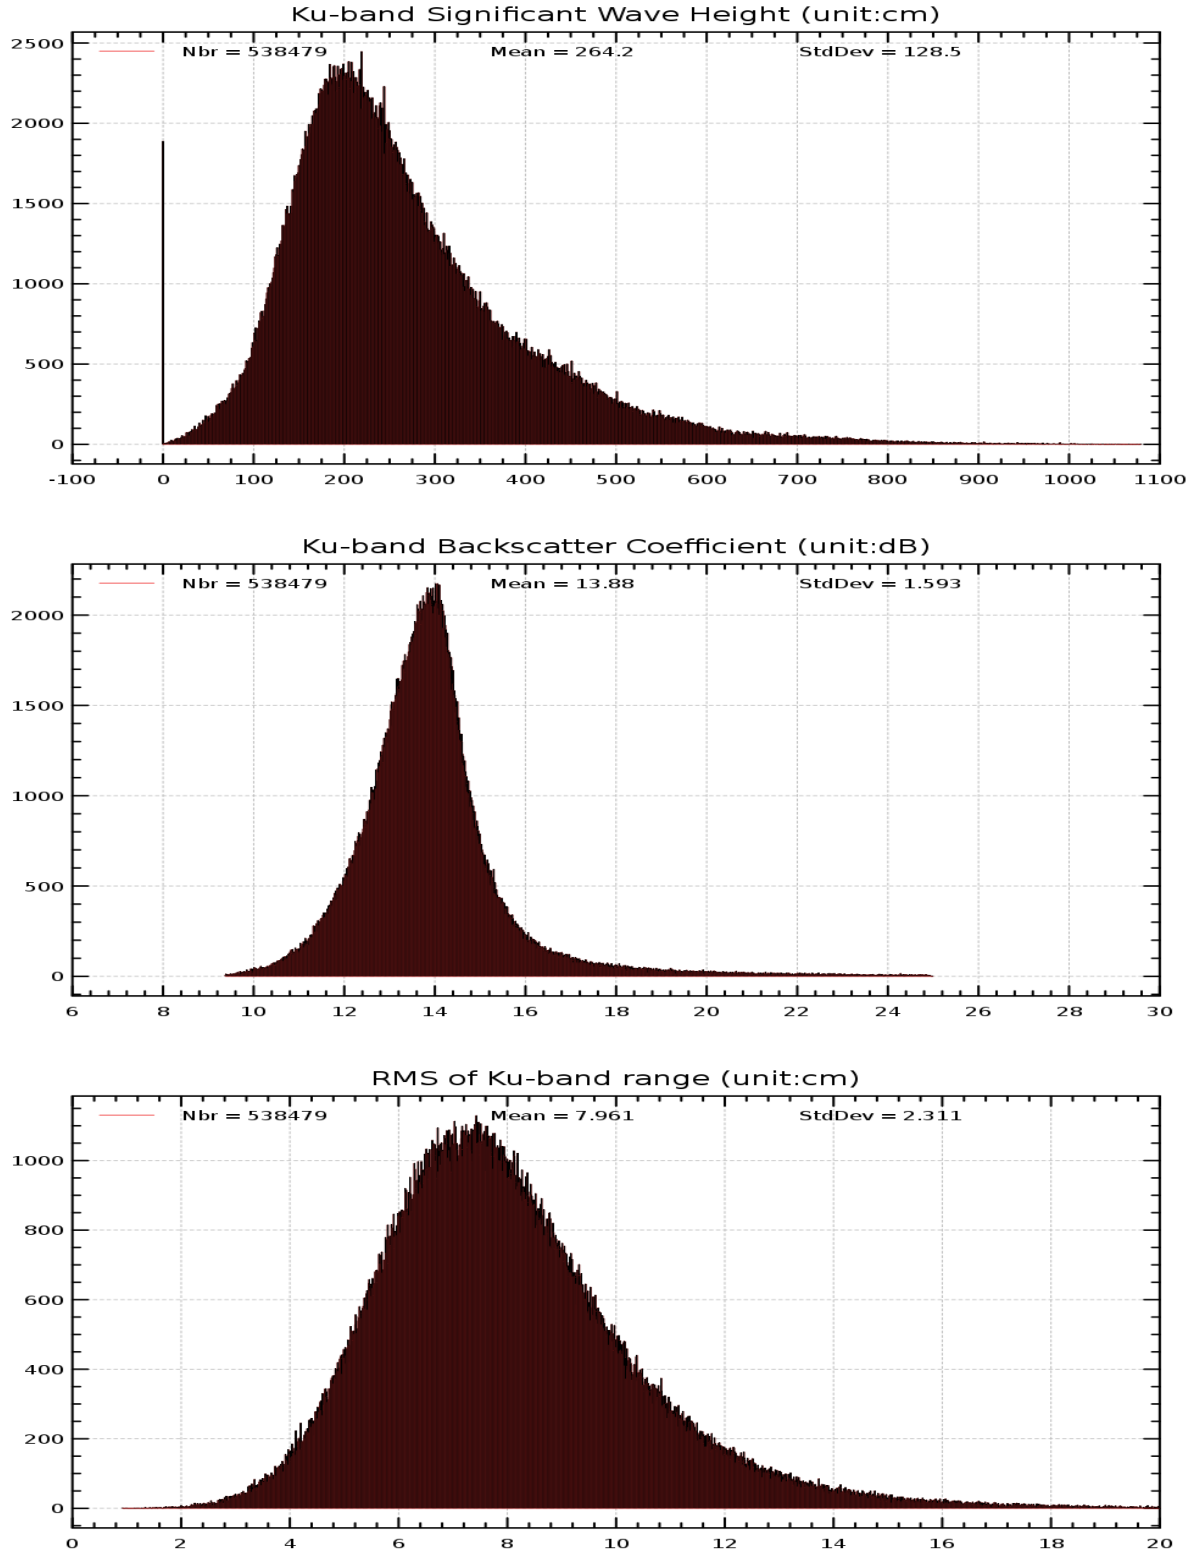 Ku-band Significant Wave Height (unit:cm)
Nbr = 538479 Mean = 264.2 StdDev = 128.5
2500
2000
1500
1000
500
0
-100 0 100 200 300 400 500 600 700 800 900 1000 1100
Ku-band Backscatter Coefficient (unit:dB)
Nbr = 538479 Mean = 13.88 StdDev = 1.593
2000
1500
1000
500
0
6 8 10 12 14 16 18 20 22 24 26 28 30
RMS of Ku-band range (unit:cm)
Nbr = 538479 Mean = 7.961 StdDev = 2.311
1000
800
600
400
200
0
0 2 4 6 8 10 12 14 16 18 20